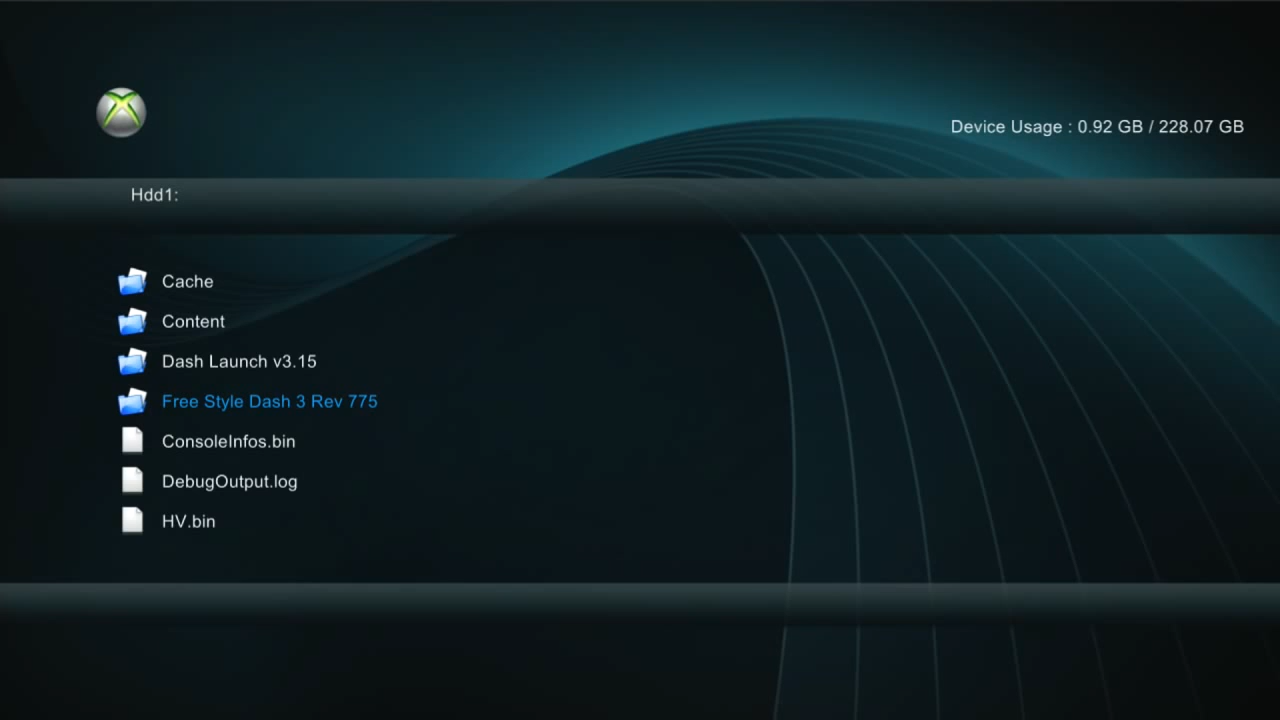 Device Usage : 0.92 GB / 228.07 GB
Hdd1:
Cache
Content
Dash Launch v3.15
Free Style Dash 3 Rev 775
ConsoleInfos.bin
DebugOutput.log
HV.bin